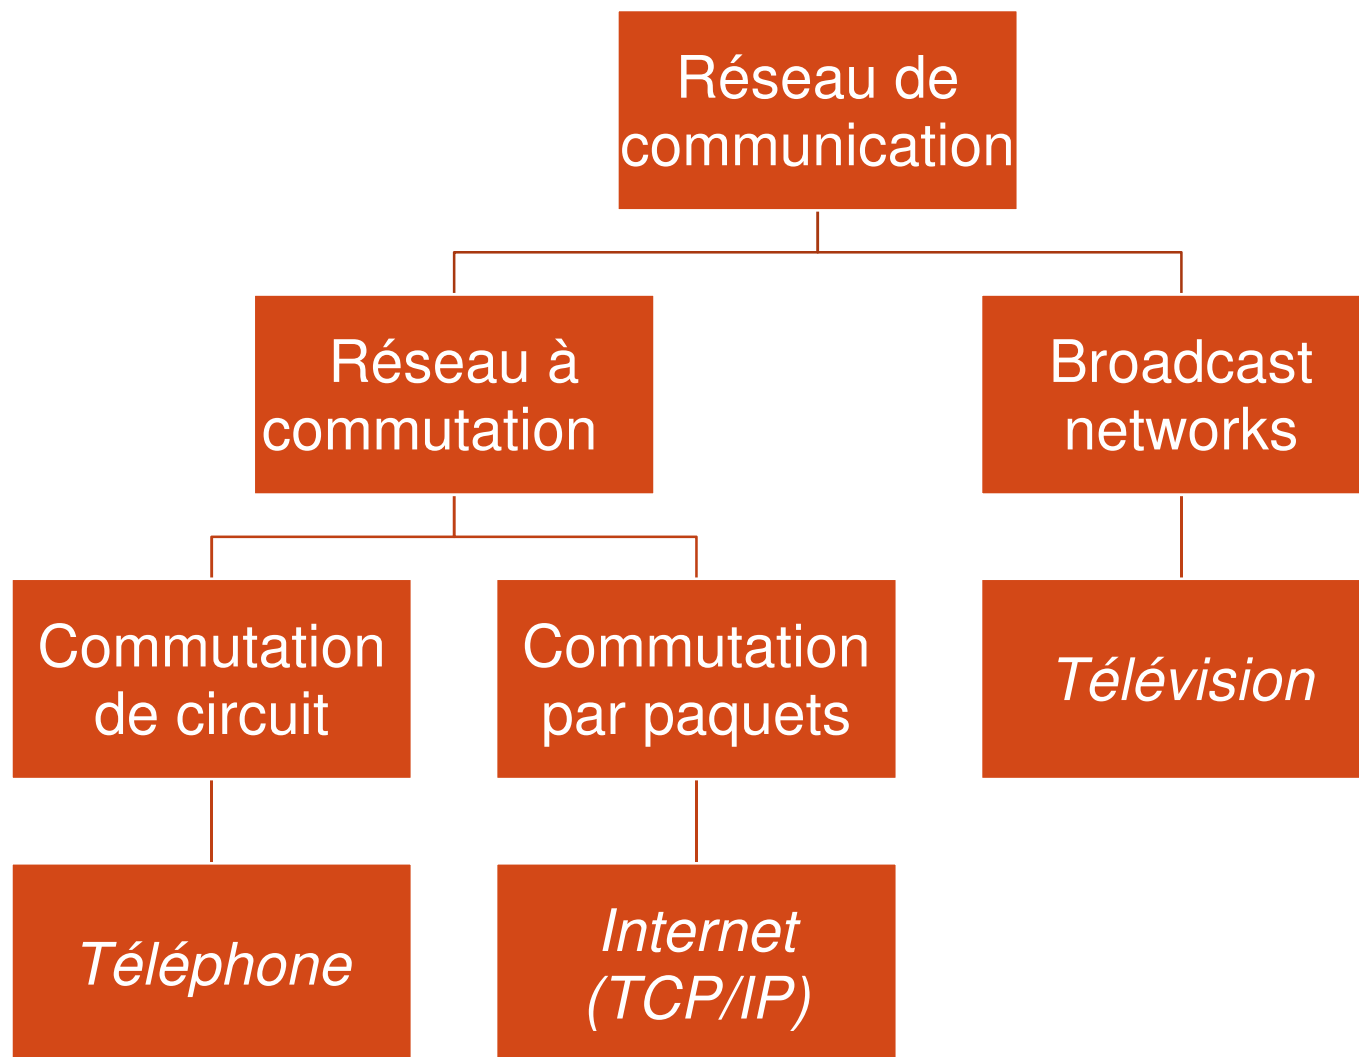 Réseau de
communication
Réseau à
commutation
Broadcast
networks
Commutation
de circuit
Commutation
par paquets
Télévision
Téléphone
Internet
(TCP/IP)